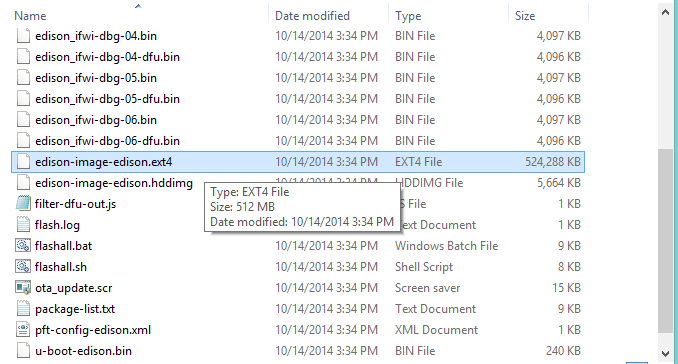 Name Date modified Type Size
edison_ifwi-dbg-04.bin 10/14/2014 3:34 PM BIN File 4,097 KB
edison_ifwi-dbg-04-dfu.bin 10/14/2014 3:34 PM BIN File 4,096 KB
edison_ifwi-dbg-05.bin 10/14/2014 3:34 PM BIN File 4,097 KB
edison_ifwi-dbg-05-dfu.bin 10/14/2014 3:34 PM BIN File 4,096 KB
edison_ifwi-dbg-06.bin 10/14/2014 3:34 PM BIN File 4,097 KB
edison_ifwi-dbg-06-dfu.bin 10/14/2014 3:34 PM BIN File 4,096 KB
edison-image-edison.ext4 10/14/2014 3:34 PM EXT4 File 524,288 KB
edison-image-edison.hddimg HDDIMG File 5,664 KB
Type: EXT4 File
Size: 512 MB
Date modified: 10/14/2014 3:34 PM
filter-dfu-out.js S File 1 KB
flash.log Text Document 1 KB
flashall.bat 10/14/2014 3:34 PM Windows Batch File 9 KB
flashall.sh 10/14/2014 3:34 PM Shell Script 8 KB
ota_update.scr 10/14/2014 3:34 PM Screen saver 15 KB
package-list.txt 10/14/2014 3:34 PM Text Document 9 KB
pft-config-edison.xml 10/14/2014 3:34 PM XML Document 1 KB
u-boot-edison.bin 10/14/2014 3:34 PM BIN File 240 KB